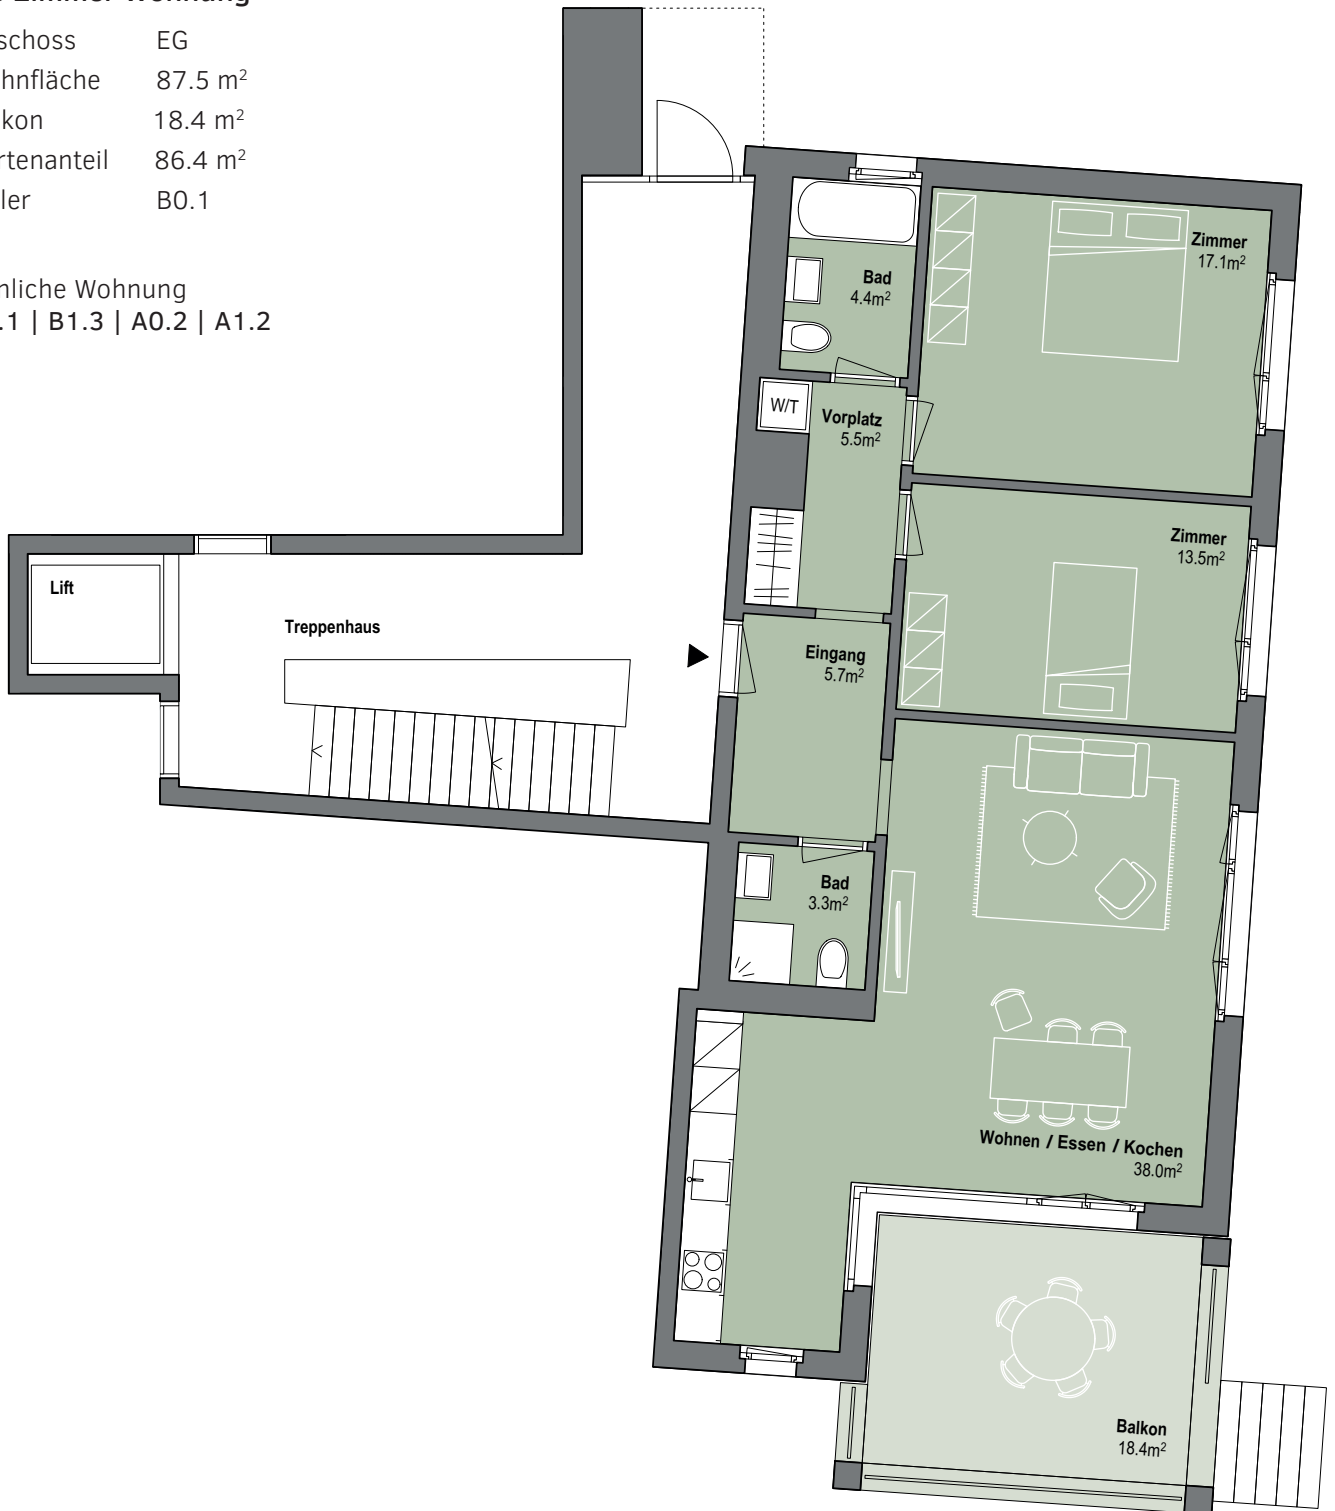 Zimmer-Wohnung
schoss EG
hnfläche 87.5 m²
kon 18.4 m²
rtenanteil 86.4 m²
ler B0.1
nliche Wohnung
.1 | B1.3 | A0.2 | A1.2
Zimmer
17.1m²
Bad
4.4m²
W/T
Vorplatz
5.5m²
Zimmer
13.5m²
Lift
Treppenhaus
Eingang
5.7m²
Bad
3.3m²
Wohnen / Essen / Kochen
38.0m²
Balkon
18.4m²